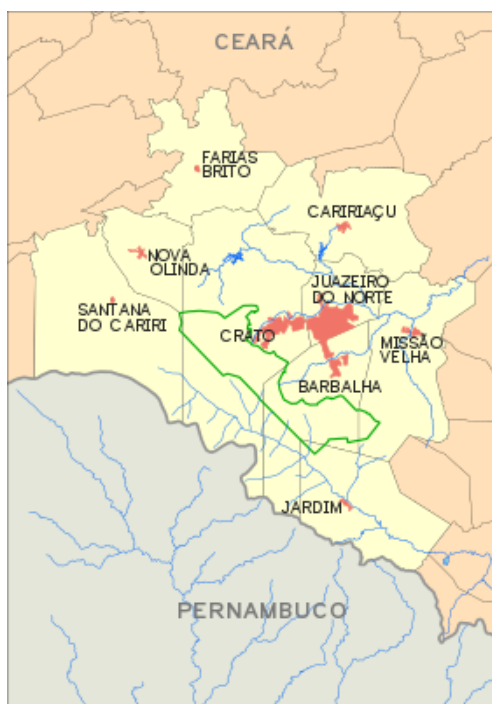 CEARÁ
FARIAS
BRITO
CARIRIAÇU
NOVA
OLINDA
JUAZEIRO
DO NORTE
SANTANA
DO CARIRI
CRATO
MISSÃO
VELHA
BARBALHA
JARDIM
PERNAMBUCO